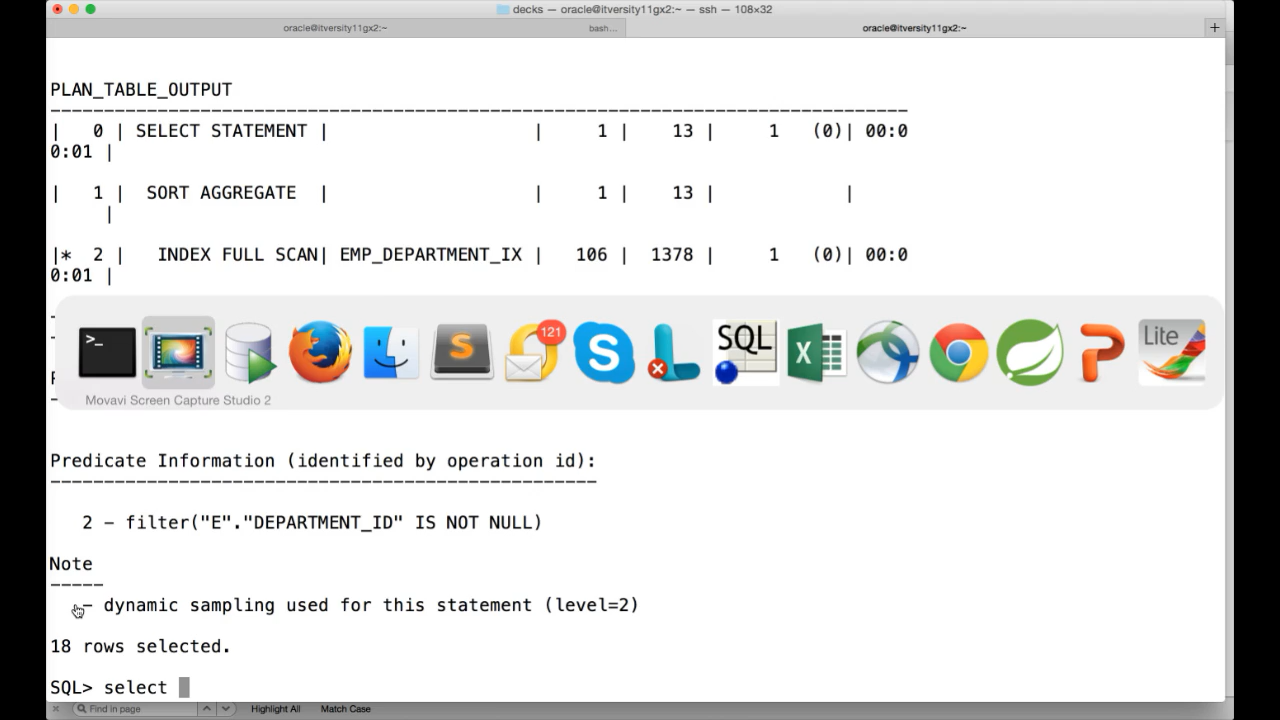 decks — oracle@itversity11gx2:~ — ssh — 108×32
oracle@itversity11gx2:~ bash... oracle@itversity11gx2:~ +
PLAN_TABLE_OUTPUT
--------------------------------------------------------------------------------
|   0 | SELECT STATEMENT |                   |     1 |    13 |     1   (0)| 00:0
0:01 |
|   1 |  SORT AGGREGATE  |                   |     1 |    13 |            |
     |
|*  2 |   INDEX FULL SCAN| EMP_DEPARTMENT_IX |   106 |  1378 |     1   (0)| 00:0
0:01 |
>_ 121 S SQL Lite
Movavi Screen Capture Studio 2
Predicate Information (identified by operation id):
---------------------------------------------------
   2 - filter("E"."DEPARTMENT_ID" IS NOT NULL)
Note
-----
   - dynamic sampling used for this statement (level=2)
18 rows selected.
SQL> select
Find in page Highlight All Match Case